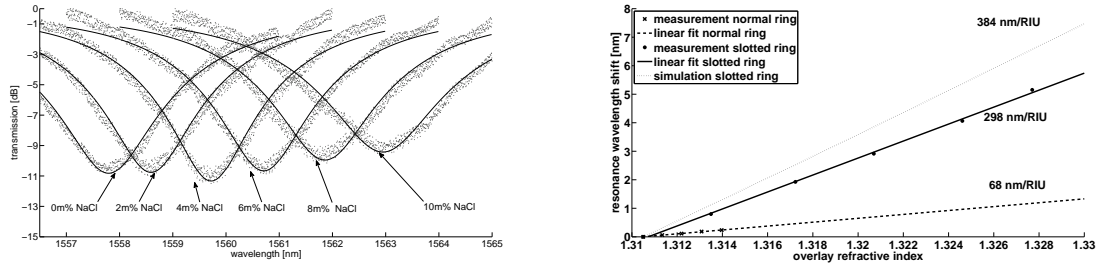 −0
−1
−3
−5
−7
−9
−11
−13
−15
transmission [dB]
0m% NaCl
2m% NaCl
4m% NaCl
6m% NaCl
8m% NaCl
10m% NaCl
1557
1558
1559
1560
1561
1562
1563
1564
1565
wavelength [nm]
8
7
6
5
4
3
2
1
0
resonance wavelength shift [nm]
measurement normal ring
linear fit normal ring
measurement slotted ring
linear fit slotted ring
simulation slotted ring
384 nm/RIU
298 nm/RIU
68 nm/RIU
1.31
1.312
1.314
1.316
1.318
1.32
1.322
1.324
1.326
1.328
1.33
overlay refractive index